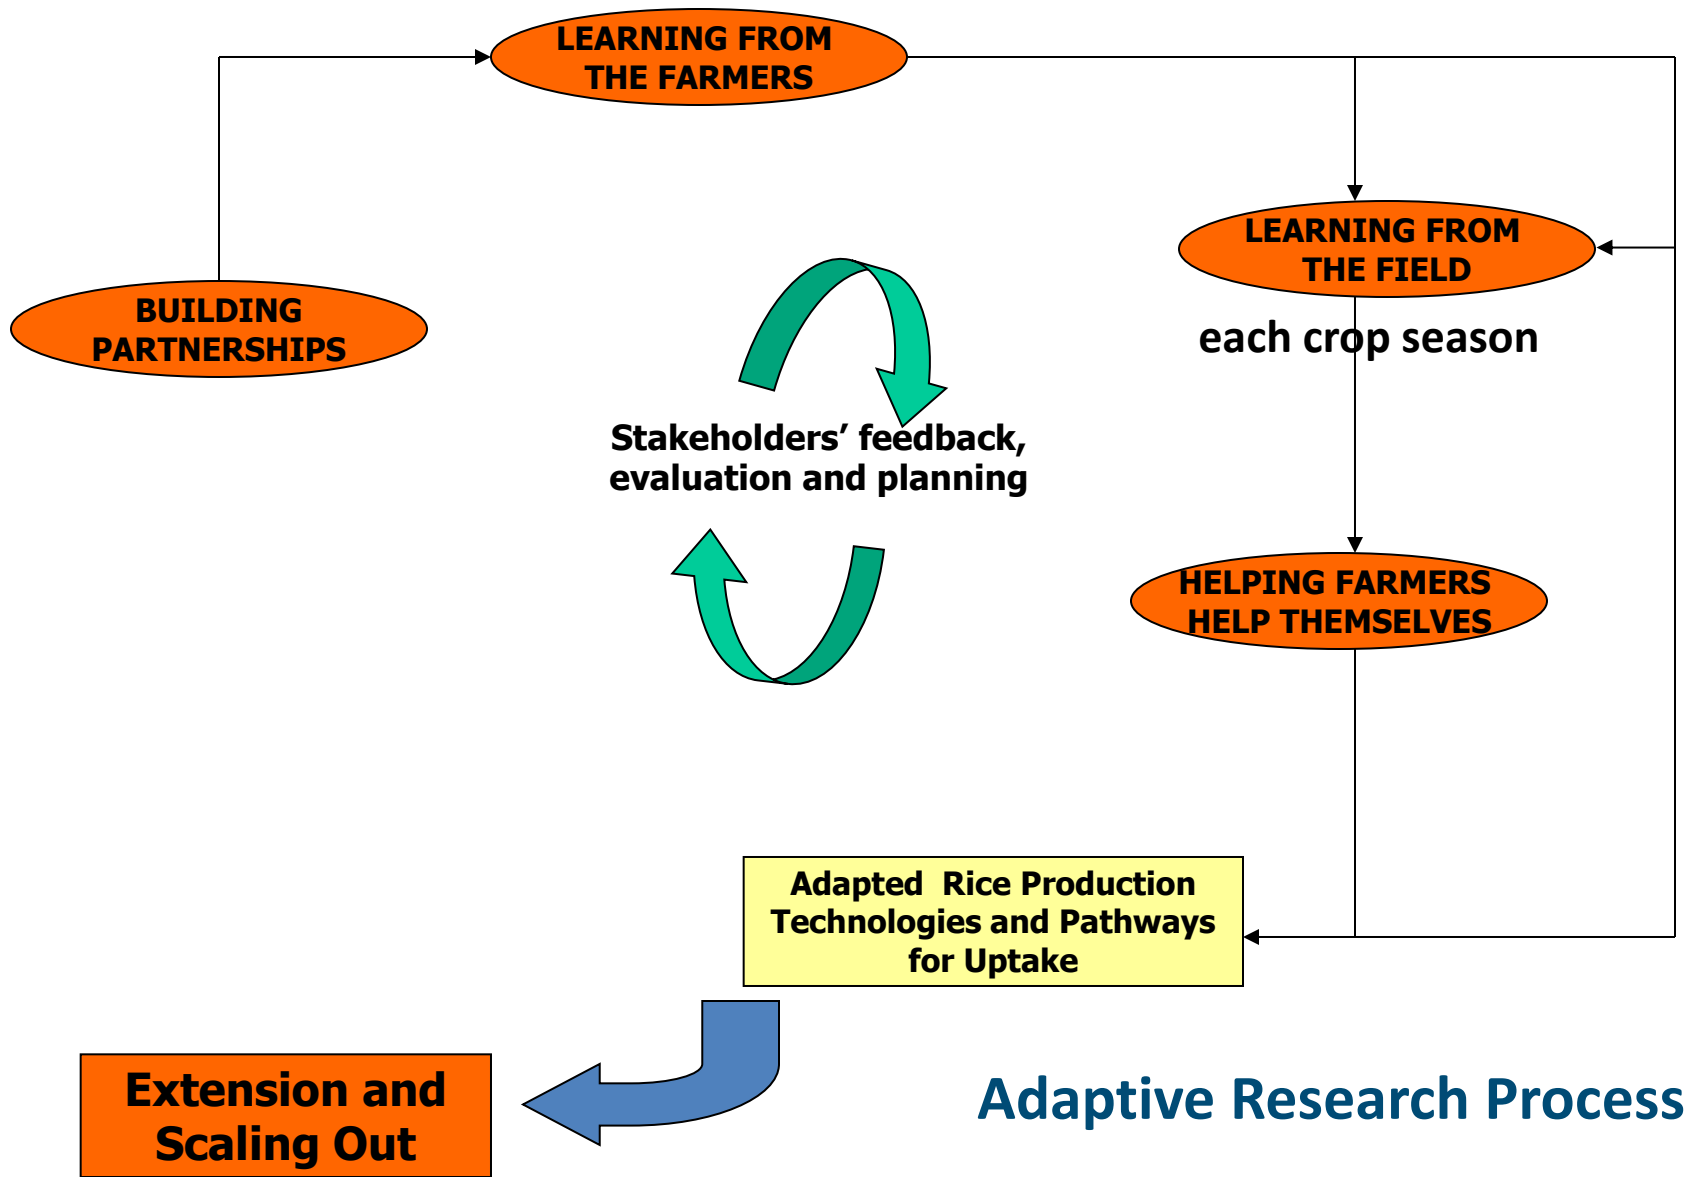 LEARNING FROM
THE FARMERS
LEARNING FROM
THE FIELD
each crop season
BUILDING
PARTNERSHIPS
Stakeholders’ feedback,
evaluation and planning
HELPING FARMERS
HELP THEMSELVES
Adapted Rice Production
Technologies and Pathways
for Uptake
Extension and
Scaling Out
Adaptive Research Process